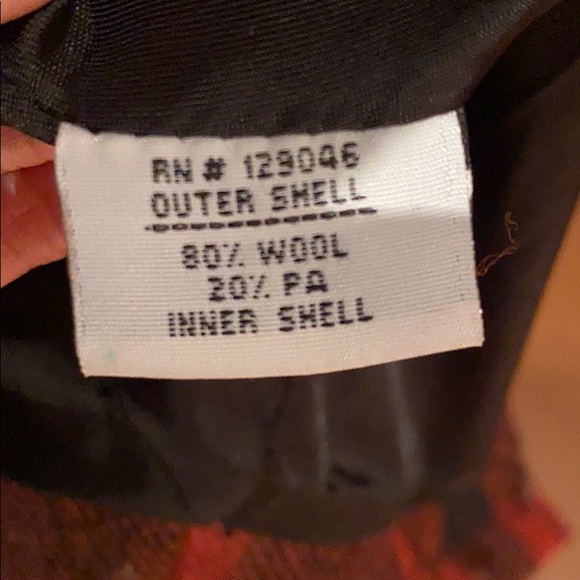 RN # 129046
OUTER SHELL
80% WOOL
20% PA
INNER SHELL